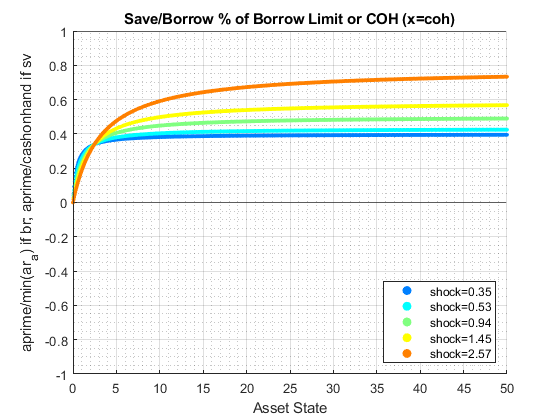 Save/Borrow % of Borrow Limit or COH (x=coh)
aprime/min(ar_a) if br; aprime/cashonhand if sv
1
0.8
0.6
0.4
0.2
0
-0.2
-0.4
-0.6
-0.8
-1
0 5 10 15 20 25 30 35 40 45 50
Asset State
shock=0.35
shock=0.53
shock=0.94
shock=1.45
shock=2.57